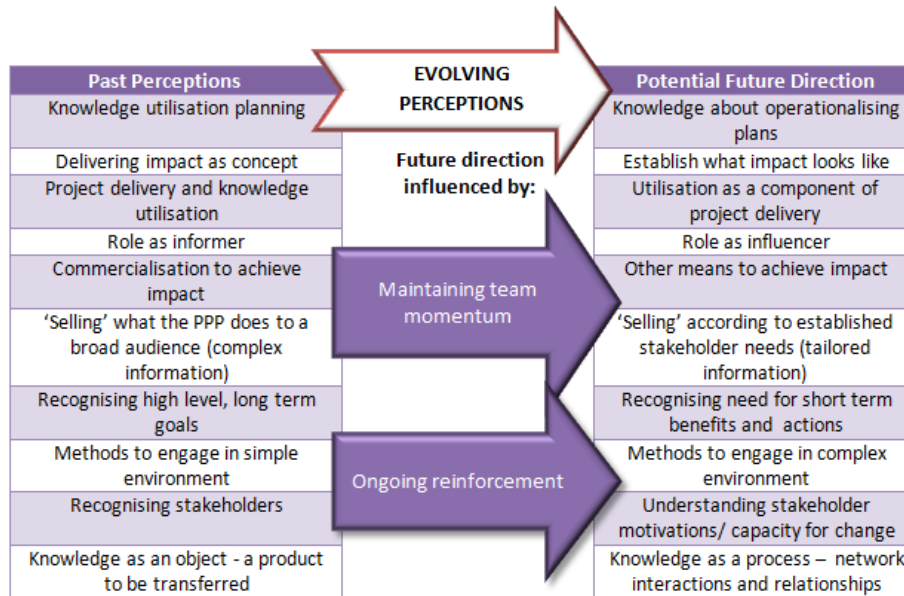 Past Perceptions
Knowledge utilisation planning
Delivering impact as concept
Project delivery and knowledge
utilisation
Role as informer
Commercialisation to achieve
impact
‘Selling’ what the PPP does to a
broad audience (complex
information)
Recognising high level, long term
goals
Methods to engage in simple
environment
Recognising stakeholders
Knowledge as an object - a product
to be transferred
EVOLVING
PERCEPTIONS
Future direction
influenced by:
Maintaining team
momentum
Ongoing reinforcement
Potential Future Direction
Knowledge about operationalising
plans
Establish what impact looks like
Utilisation as a component of
project delivery
Role as influencer
Other means to achieve impact
‘Selling’ according to established
stakeholder needs (tailored
information)
Recognising need for short term
benefits and actions
Methods to engage in complex
environment
Understanding stakeholder
motivations/ capacity for change
Knowledge as a process – network
interactions and relationships